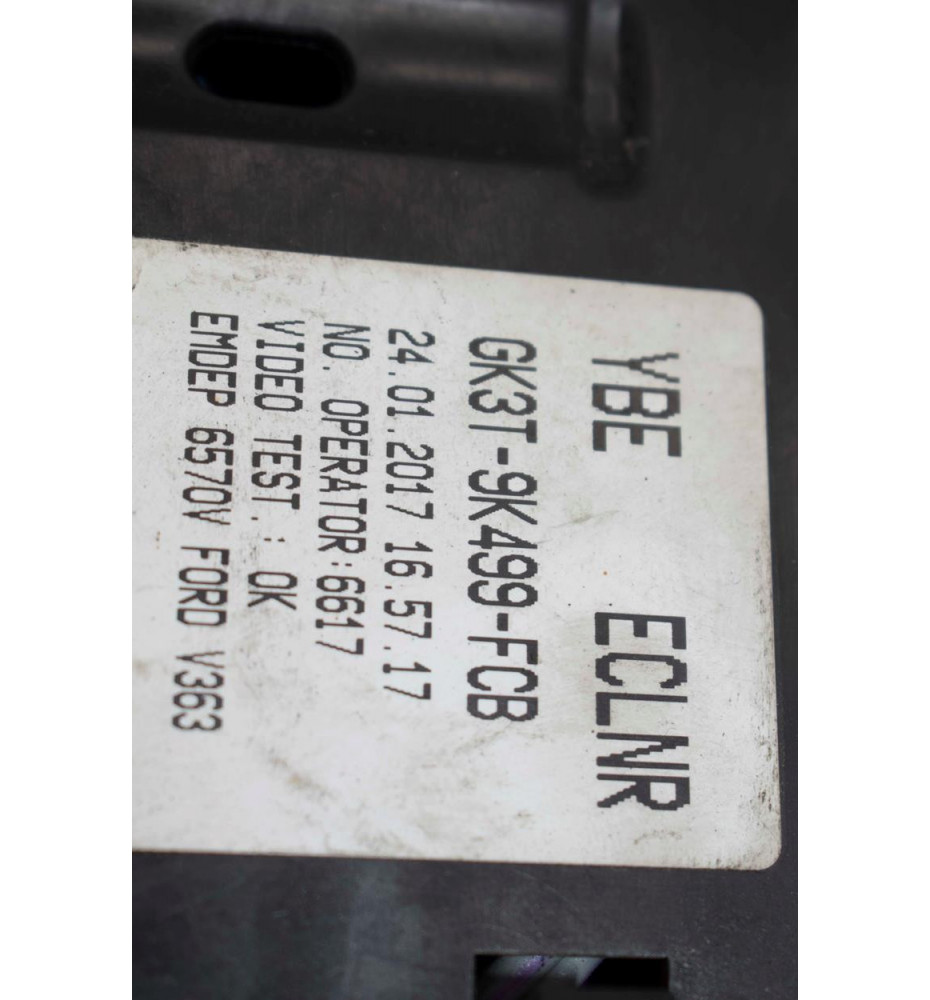 YBE ECLNR
GK3T-9K499-FCB
24.01.2017 16.57.17
NO. OPERATOR:6617
VIDEO TEST.: OK
EMDEP 6570V FORD V363